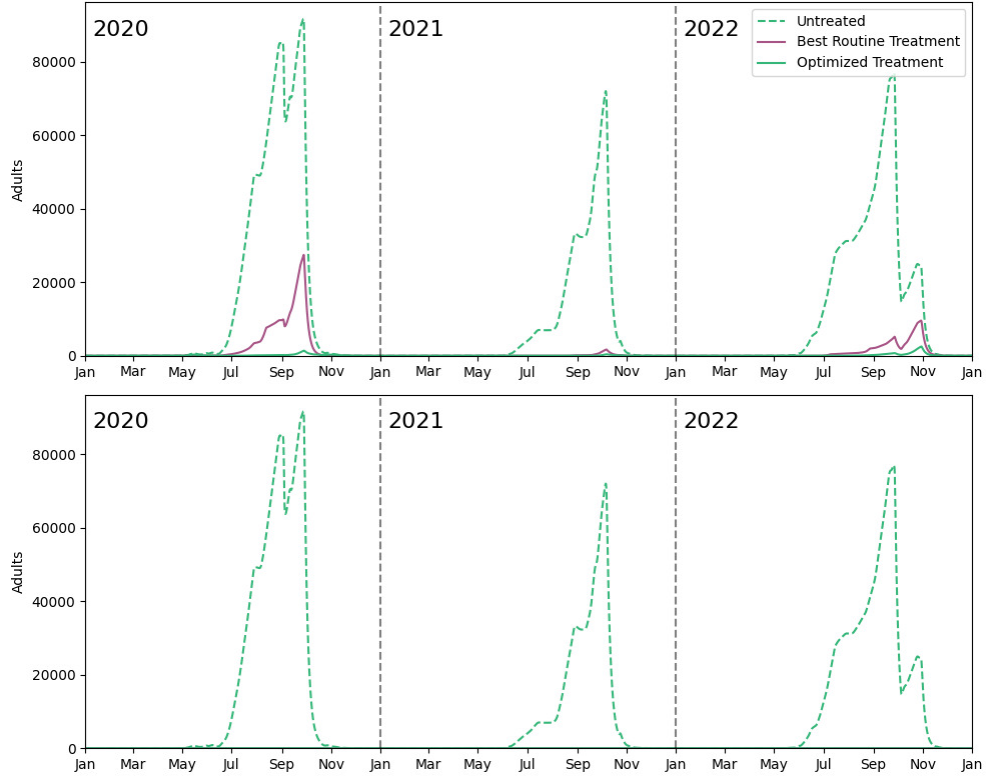 2020
2021
2022
Untreated
Best Routine Treatment
Optimized Treatment
80000
60000
40000
20000
0
Adults
Jan Mar May Jul Sep Nov Jan Mar May Jul Sep Nov Jan Mar May Jul Sep Nov Jan
2020
2021
2022
80000
60000
40000
20000
0
Adults
Jan Mar May Jul Sep Nov Jan Mar May Jul Sep Nov Jan Mar May Jul Sep Nov Jan